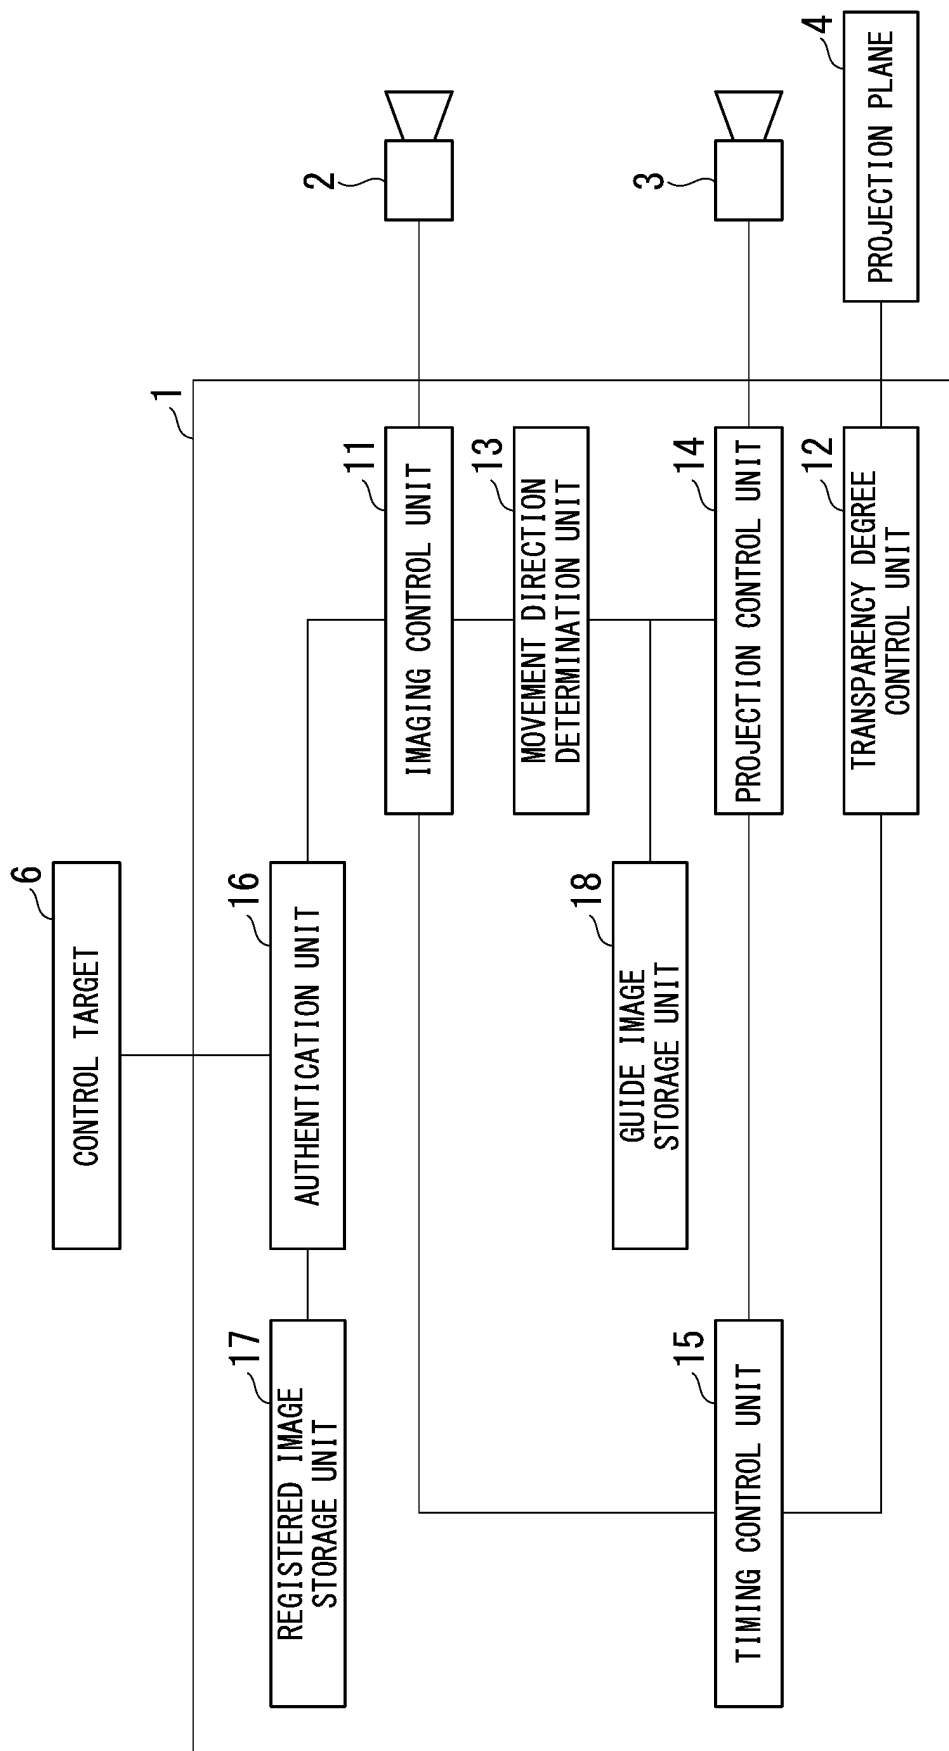 6
CONTROL TARGET
1
17
REGISTERED IMAGE
STORAGE UNIT
16
AUTHENTICATION UNIT
11
IMAGING CONTROL UNIT
2
13
MOVEMENT DIRECTION
DETERMINATION UNIT
18
GUIDE IMAGE
STORAGE UNIT
15
TIMING CONTROL UNIT
14
PROJECTION CONTROL UNIT
3
12
TRANSPARENCY DEGREE
CONTROL UNIT
4
PROJECTION PLANE